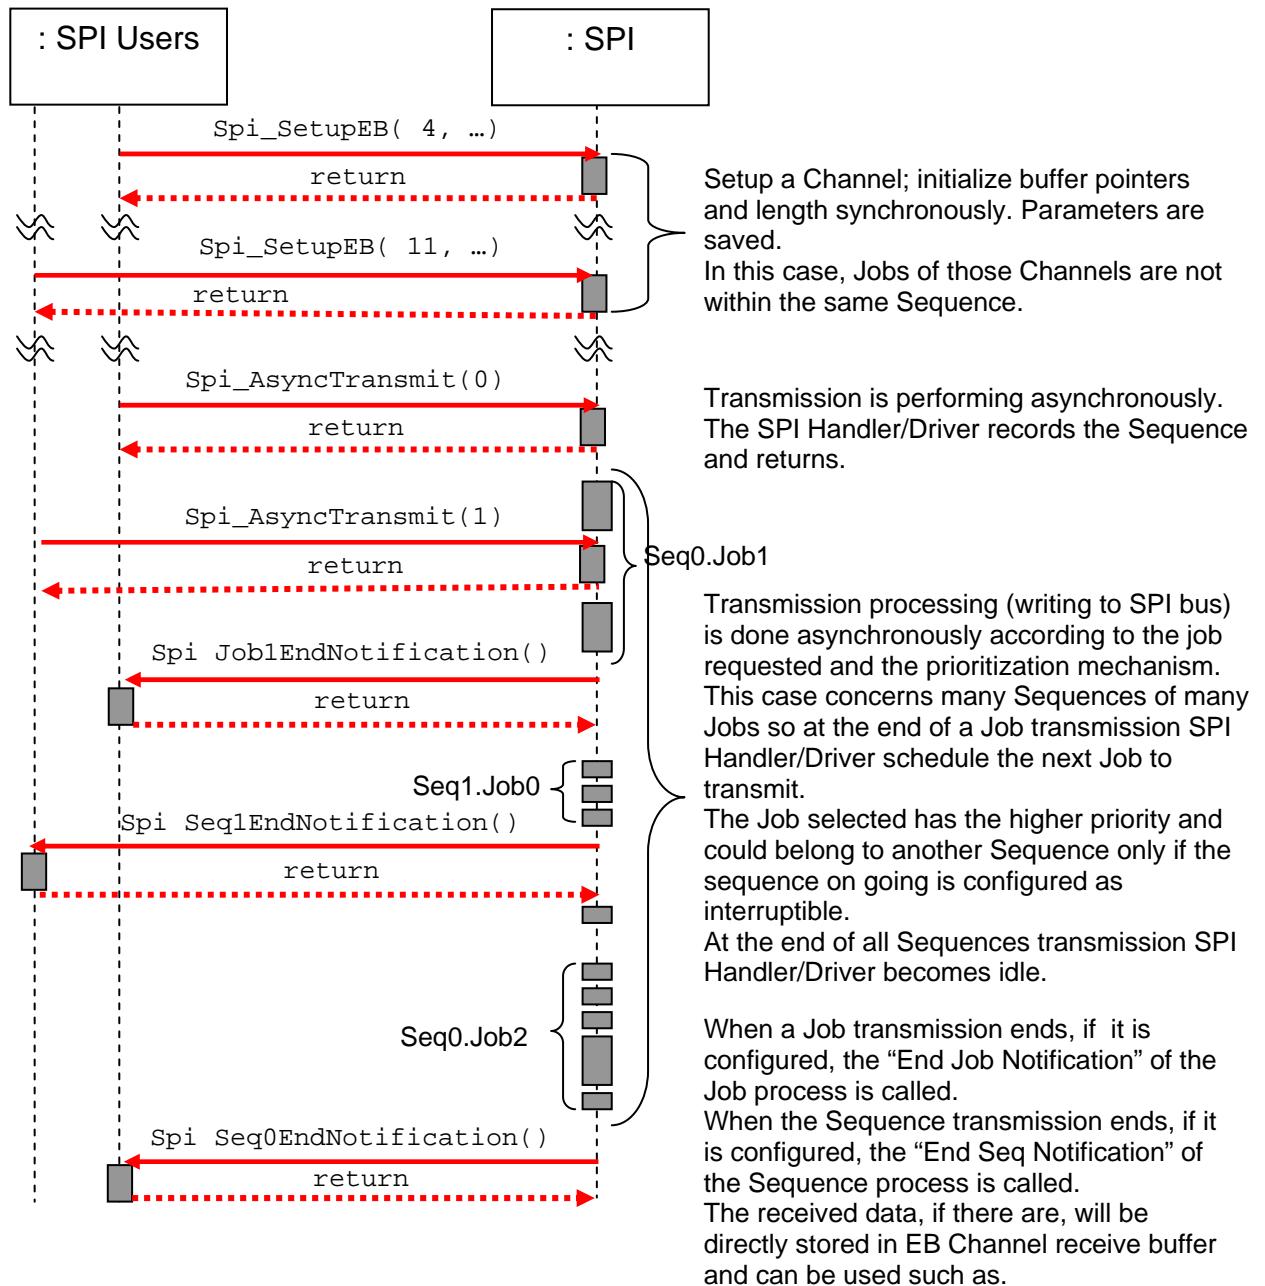 : SPI Users
: SPI
Spi_SetupEB( 4, …)
return
Setup a Channel; initialize buffer pointers
and length synchronously. Parameters are
saved.
In this case, Jobs of those Channels are not
within the same Sequence.
Spi_SetupEB( 11, …)
return
Spi_AsyncTransmit(0)
return
Transmission is performing asynchronously.
The SPI Handler/Driver records the Sequence
and returns.
Spi_AsyncTransmit(1)
return
Seq0.Job1
Spi Job1EndNotification()
return
Seq1.Job0
Spi Seq1EndNotification()
return
Transmission processing (writing to SPI bus)
is done asynchronously according to the job
requested and the prioritization mechanism.
This case concerns many Sequences of many
Jobs so at the end of a Job transmission SPI
Handler/Driver schedule the next Job to
transmit.
The Job selected has the higher priority and
could belong to another Sequence only if the
sequence on going is configured as
interruptible.
At the end of all Sequences transmission SPI
Handler/Driver becomes idle.
Seq0.Job2
Spi Seq0EndNotification()
return
When a Job transmission ends, if it is
configured, the “End Job Notification” of the
Job process is called.
When the Sequence transmission ends, if it
is configured, the “End Seq Notification” of
the Sequence process is called.
The received data, if there are, will be
directly stored in EB Channel receive buffer
and can be used such as.